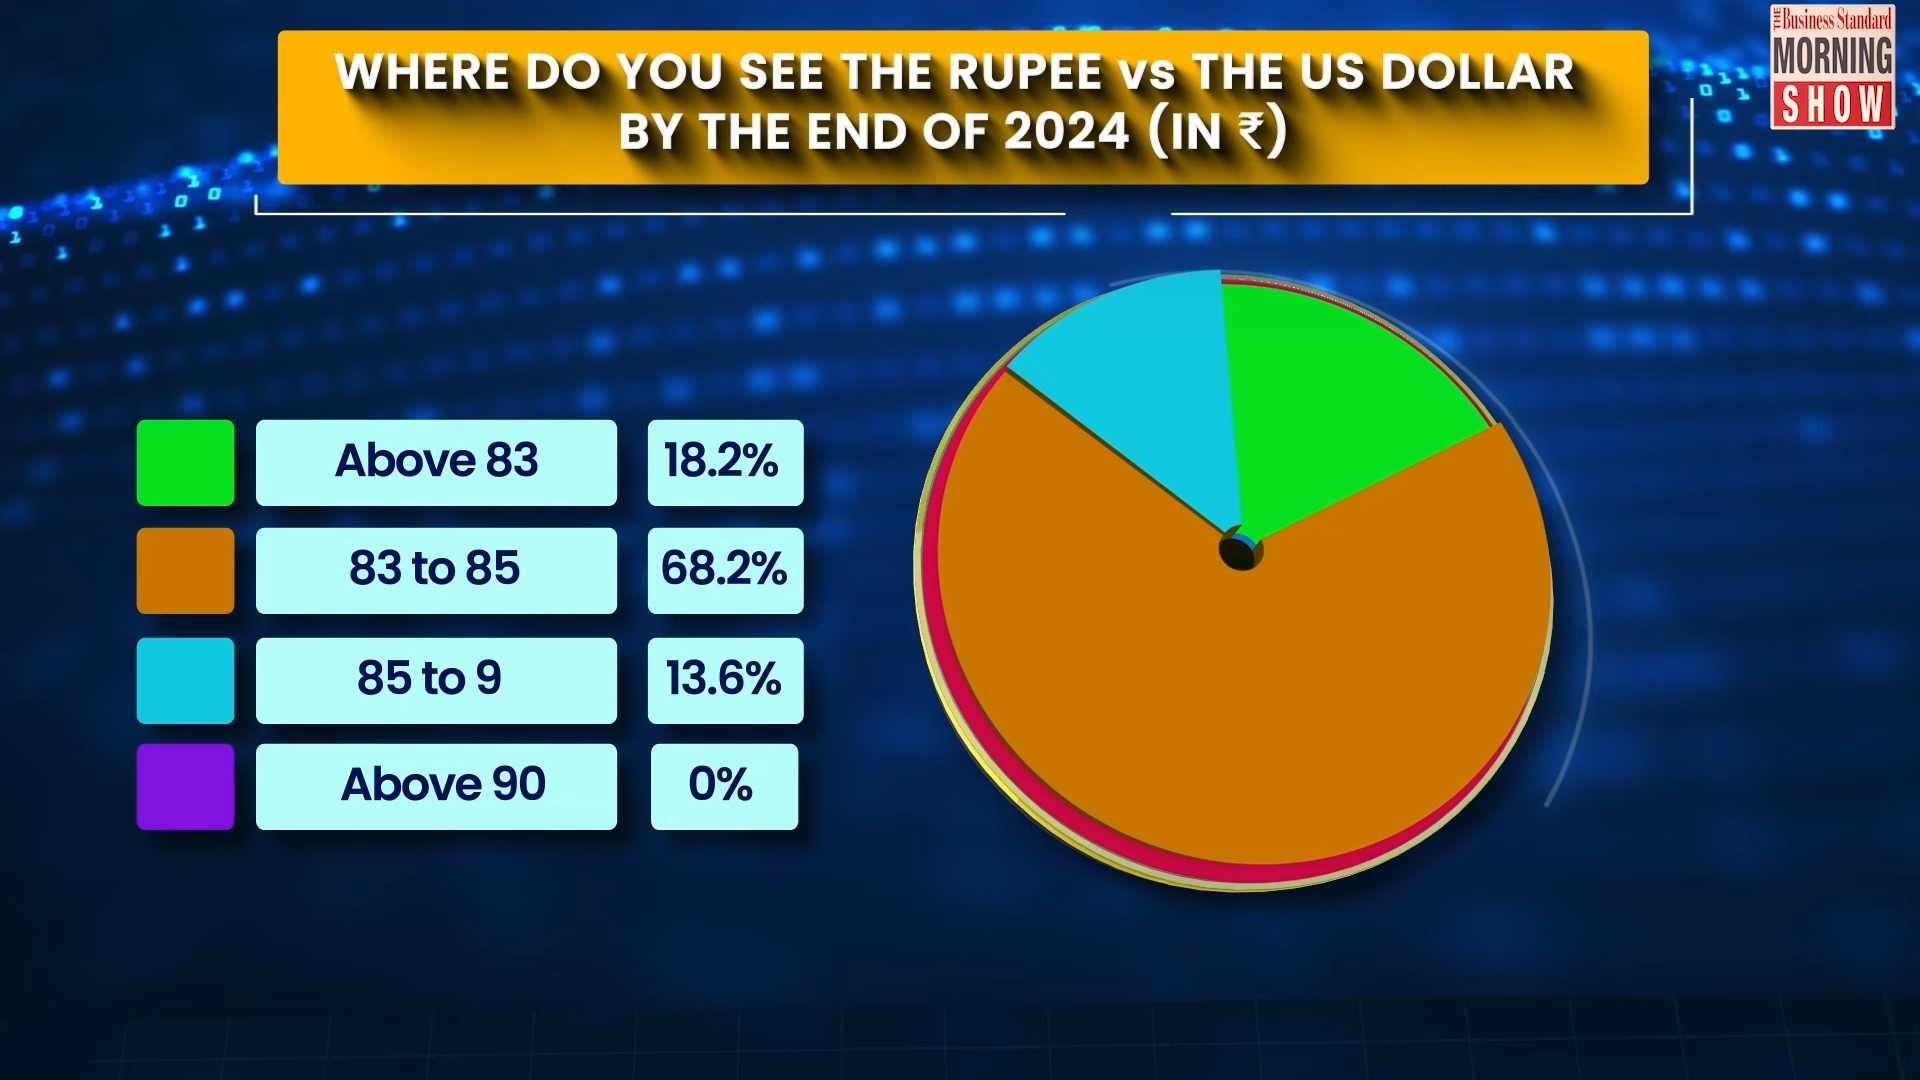 THE Business Standard
MORNING
SHOW
WHERE DO YOU SEE THE RUPEE vs THE US DOLLAR
BY THE END OF 2024 (IN ₹)
Above 83 18.2%
83 to 85 68.2%
85 to 9 13.6%
Above 90 0%